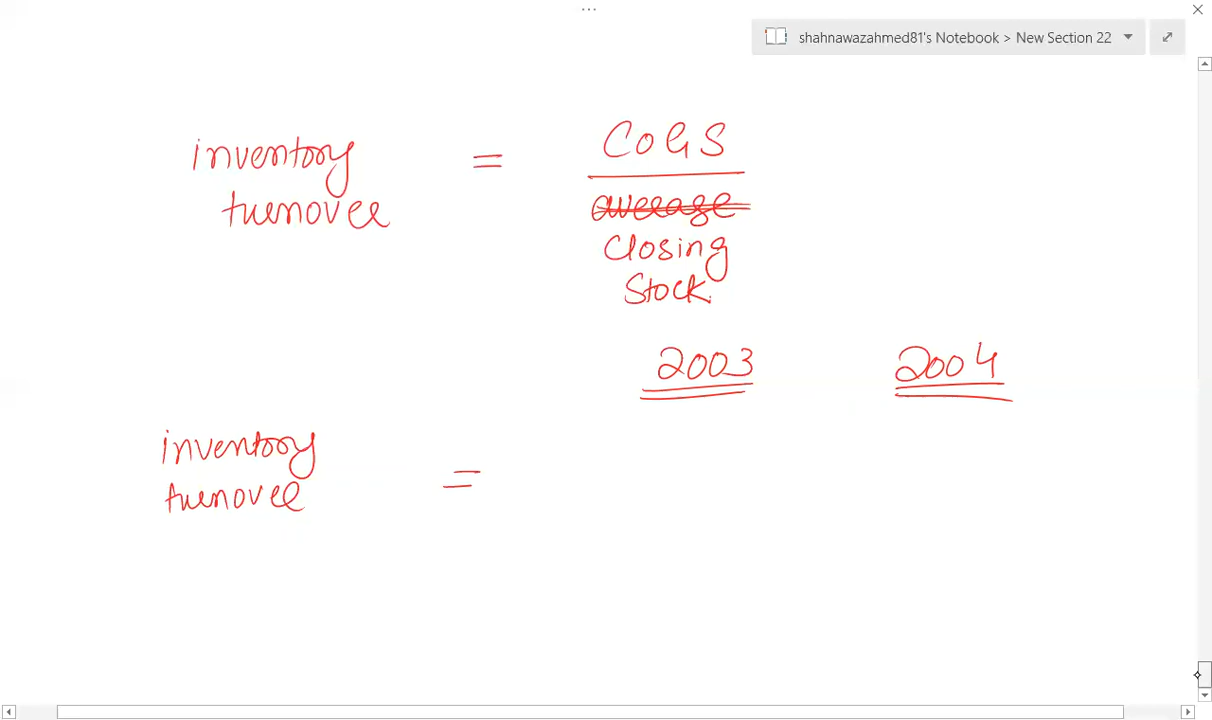 ...
shahnawazahmed81's Notebook > New Section 22
inventory
turnover
=
COGS
average
Closing
Stock
2003 2004
inventory
turnover
=